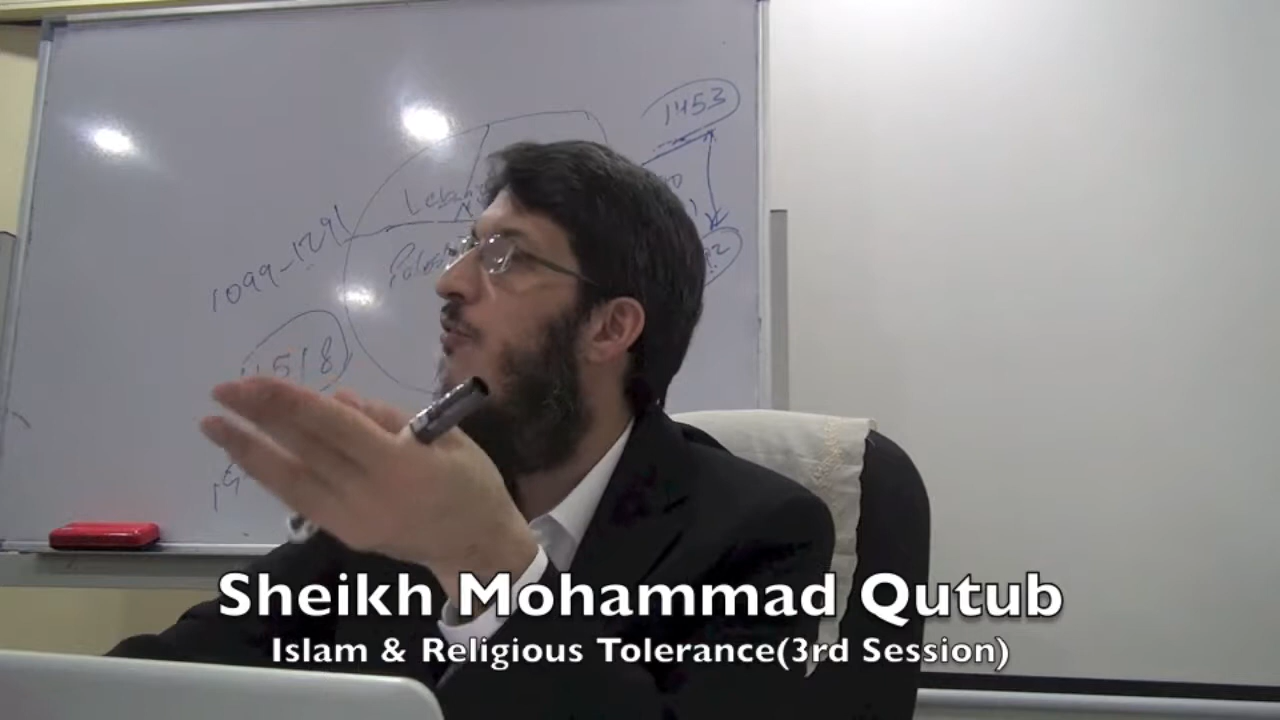 1453
1099-1291
1518
Sheikh Mohammad Qutub
Islam & Religious Tolerance(3rd Session)